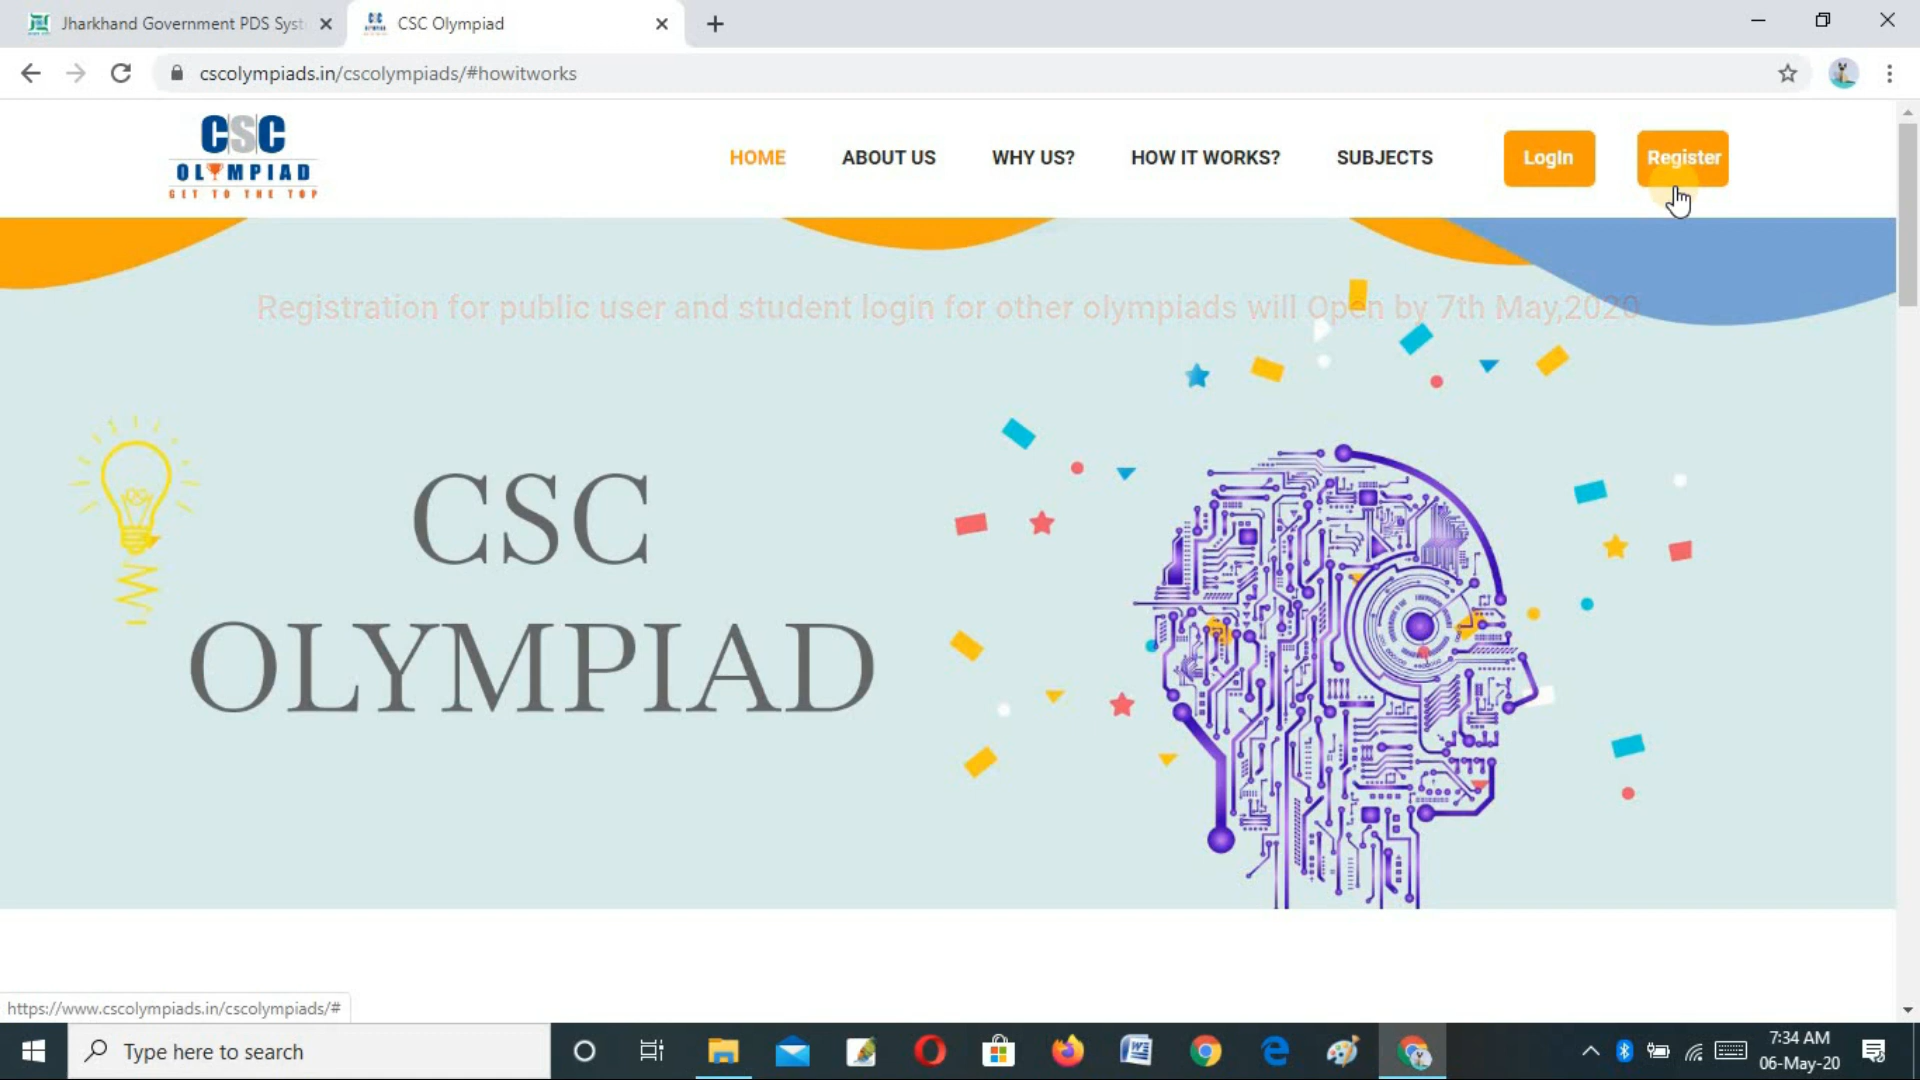 Jharkhand Government PDS Syst
CSC Olympiad
cscolympiads.in/cscolympiads/#howitworks
CSC
OLYMPIAD
GET TO THE TOP
HOME
ABOUT US
WHY US?
HOW IT WORKS?
SUBJECTS
LogIn
Register
Registration for public user and student login for other olympiads will Open by 7th May,2020
CSC
OLYMPIAD
https://www.cscolympiads.in/cscolympiads/#
Type here to search
7:34 AM
06-May-20